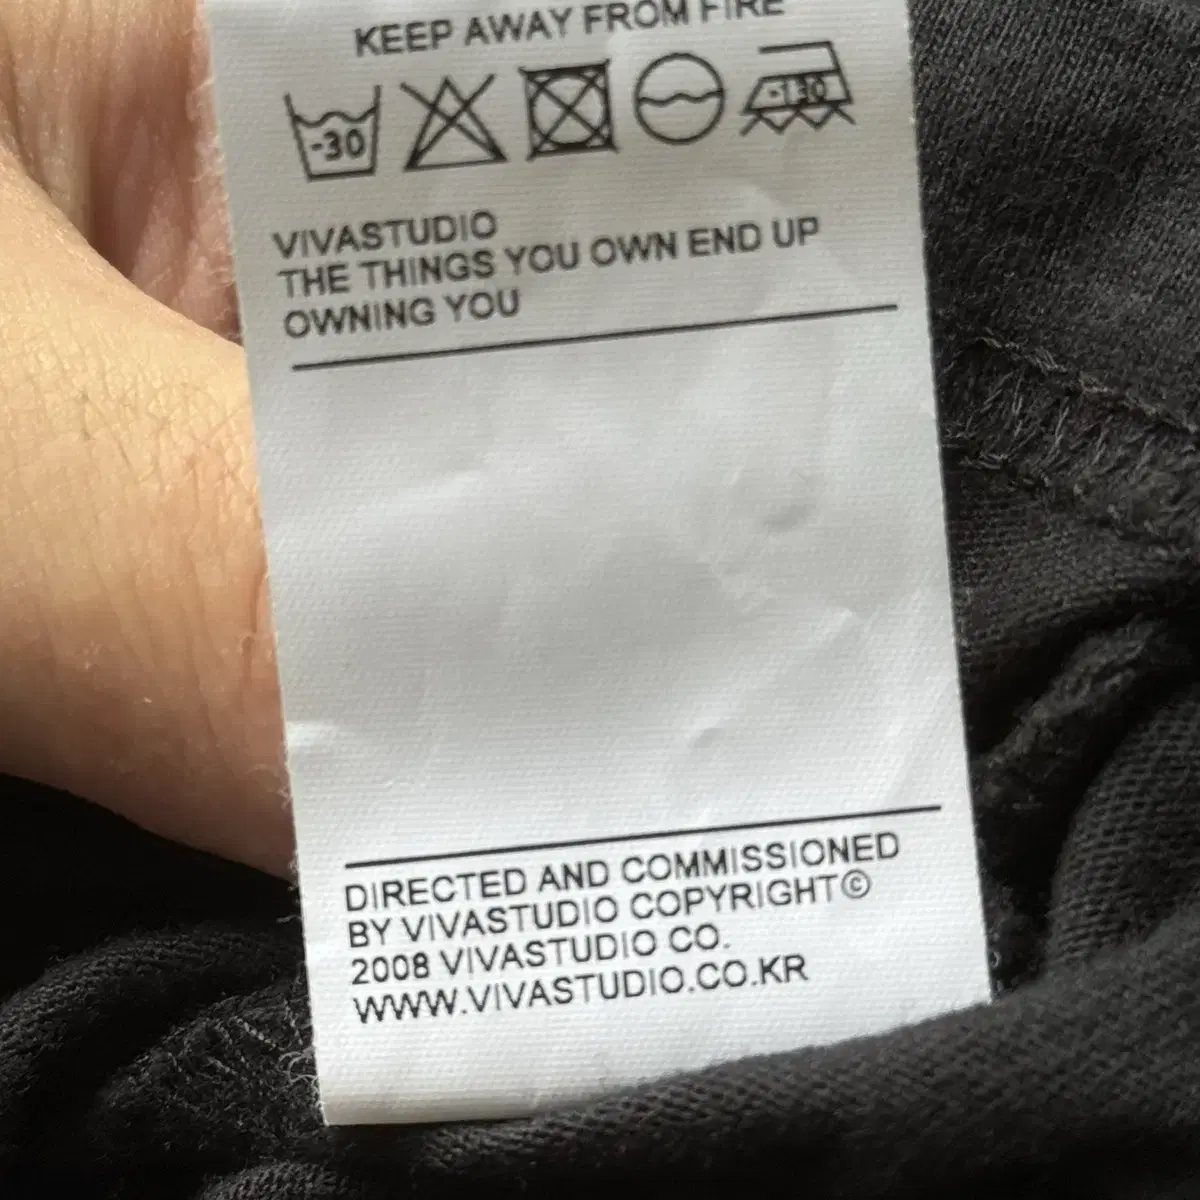 KEEP AWAY FROM FIRE
-30
-130
VIVASTUDIO
THE THINGS YOU OWN END UP
OWNING YOU
DIRECTED AND COMMISSIONED
BY VIVASTUDIO COPYRIGHT©
2008 VIVASTUDIO CO.
WWW.VIVASTUDIO.CO.KR